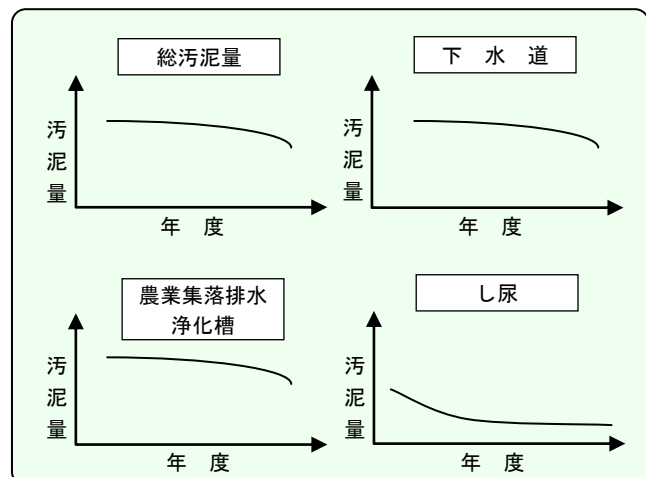 総汚泥量
汚泥量
年 度
下 水 道
汚泥量
年 度
農業集落排水
浄化槽
汚泥量
年 度
し尿
汚泥量
年 度